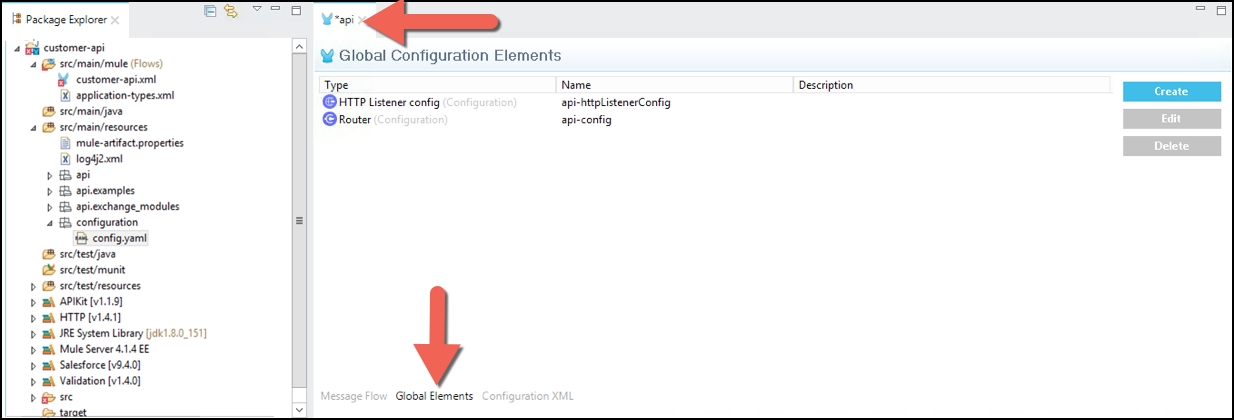 Package Explorer
customer-api
src/main/mule (Flows)
customer-api.xml
application-types.xml
src/main/java
src/main/resources
mule-artifact.properties
log4j2.xml
api
api.examples
api.exchange_modules
configuration
config.yaml
src/test/java
src/test/munit
src/test/resources
APIKit [v1.1.9]
HTTP [v1.4.1]
JRE System Library [jdk1.8.0_151]
Mule Server 4.1.4 EE
Salesforce [v9.4.0]
Validation [v1.4.0]
src
target
*api
Global Configuration Elements
Type Name Description
HTTP Listener config (Configuration) api-httpListenerConfig
Router (Configuration) api-config
Create
Edit
Delete
Message Flow Global Elements Configuration XML